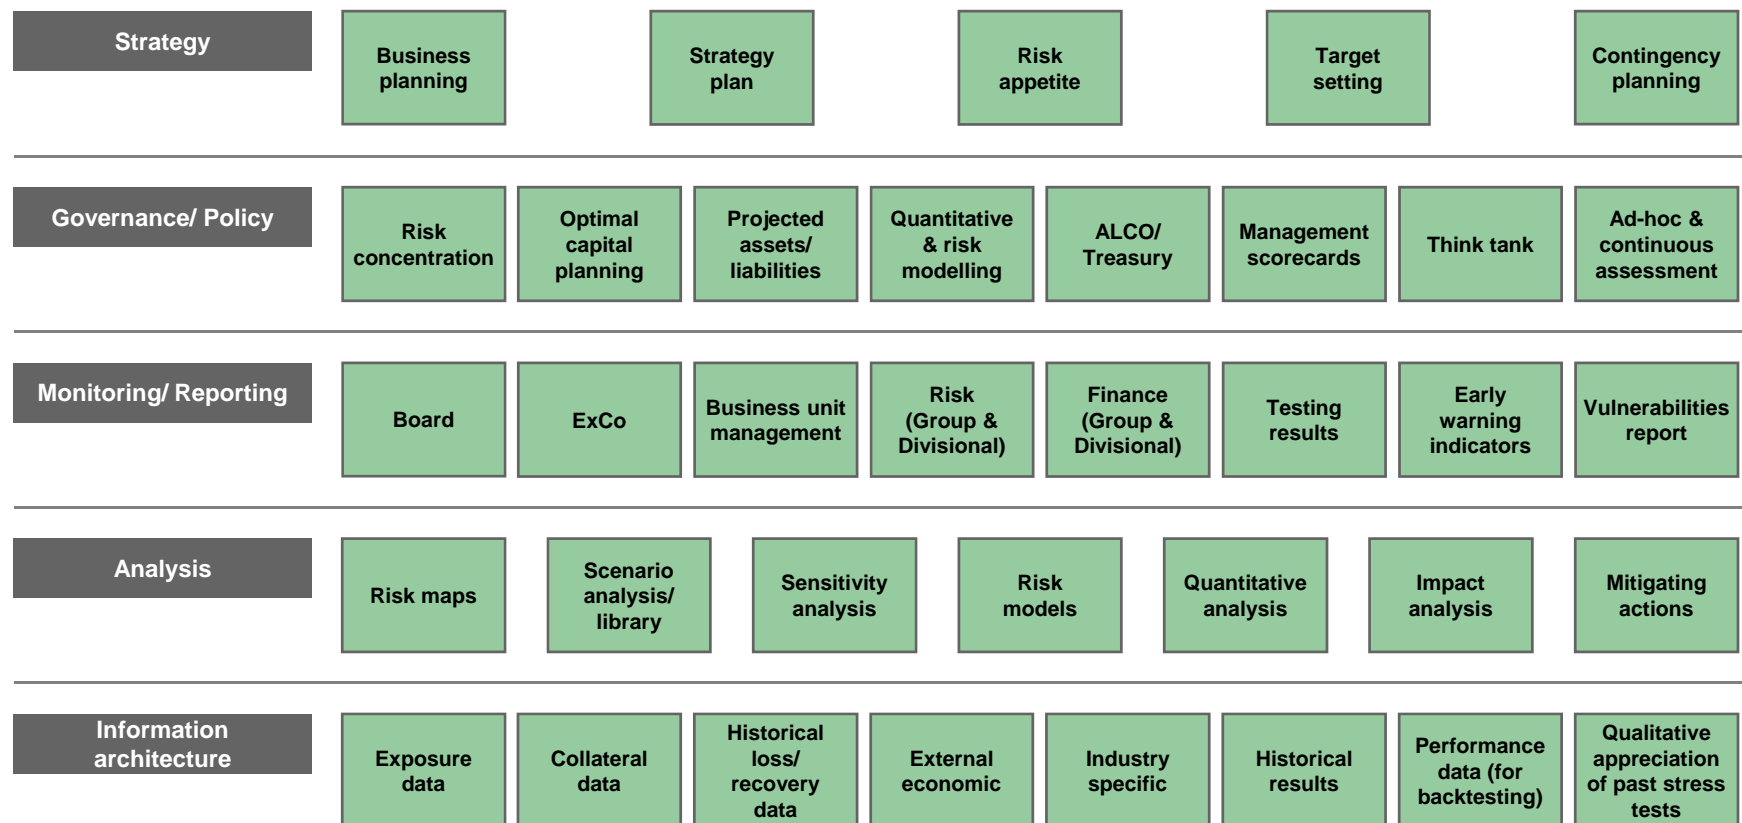 Strategy
Business
planning
Strategy
plan
Risk
appetite
Target
setting
Contingency
planning
Governance/ Policy
Risk
concentration
Optimal
capital
planning
Projected
assets/
liabilities
Quantitative
& risk
modelling
ALCO/
Treasury
Management
scorecards
Think tank
Ad-hoc &
continuous
assessment
Monitoring/ Reporting
Board
ExCo
Business unit
management
Risk
(Group &
Divisional)
Finance
(Group &
Divisional)
Testing
results
Early
warning
indicators
Vulnerabilities
report
Analysis
Risk maps
Scenario
analysis/
library
Sensitivity
analysis
Risk
models
Quantitative
analysis
Impact
analysis
Mitigating
actions
Information
architecture
Exposure
data
Collateral
data
Historical
loss/
recovery
data
External
economic
Industry
specific
Historical
results
Performance
data (for
backtesting)
Qualitative
appreciation
of past stress
tests